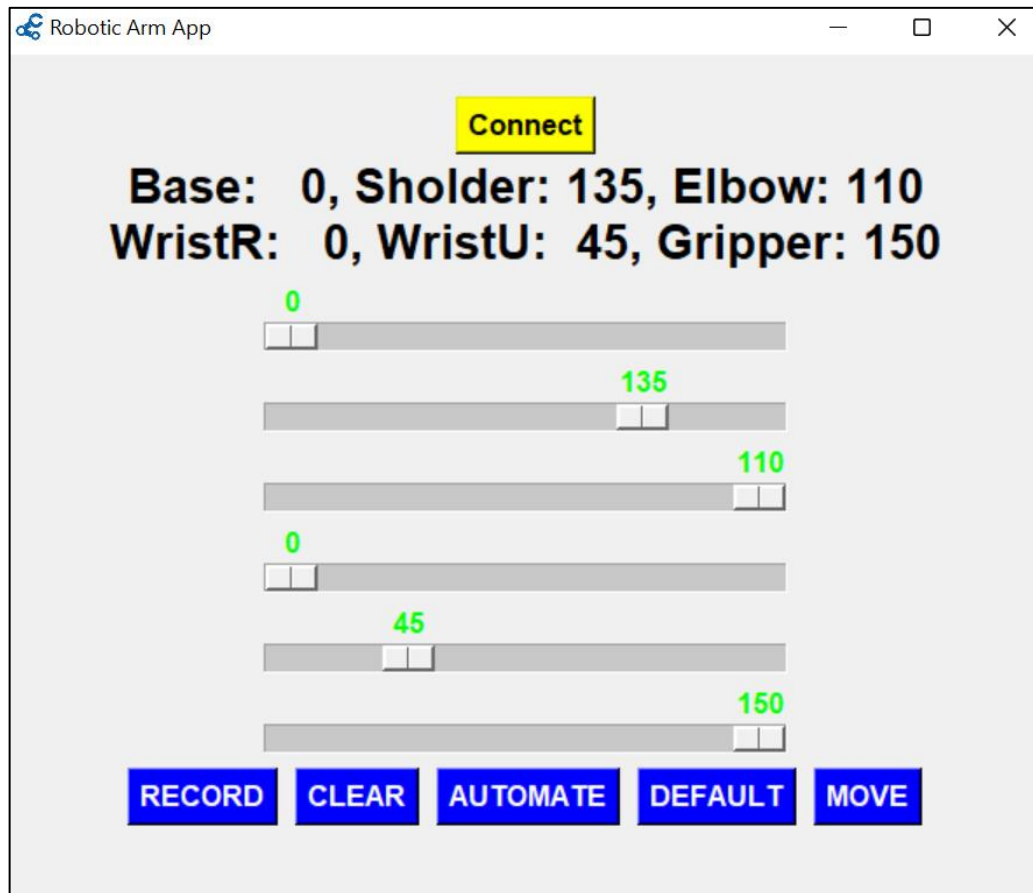 Robotic Arm App
Connect
Base:   0, Sholder: 135, Elbow: 110
WristR:   0, WristU:  45, Gripper: 150
0
135
110
0
45
150
RECORD CLEAR AUTOMATE DEFAULT MOVE